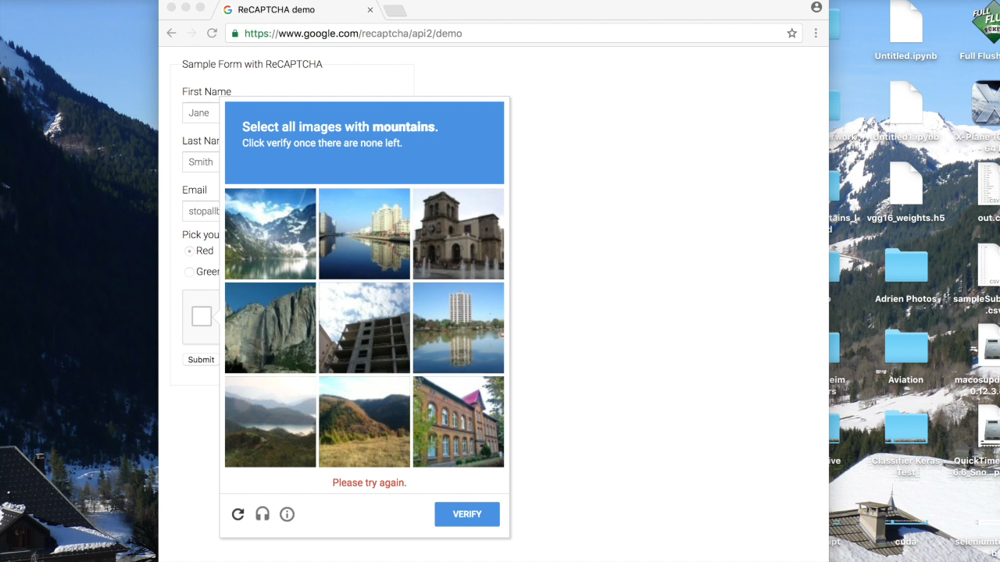 ReCAPTCHA demo
https://www.google.com/recaptcha/api2/demo
Sample Form with ReCAPTCHA
First Name
Jane
Last Nar
Smith
Email
stopallb
Pick you
Red
Greer
Submit
Select all images with mountains.
Click verify once there are none left.
Please try again.
VERIFY
Untitled.ipynb
Full Flush
FULL
FLU
POKER
twork
Untitled1.ipynb
X-Plane 10
- 64
tains_l-
d
vgg16_weights.h5
out.c
CSV
Adrien Photos
sampleSub
.csv
CSV
eim
rs
Aviation
macosupd
0.12.3.
ive
Classifier Keras
Test
QuickTime
6.6_Sno...p
ipt
cuda
seleniumte